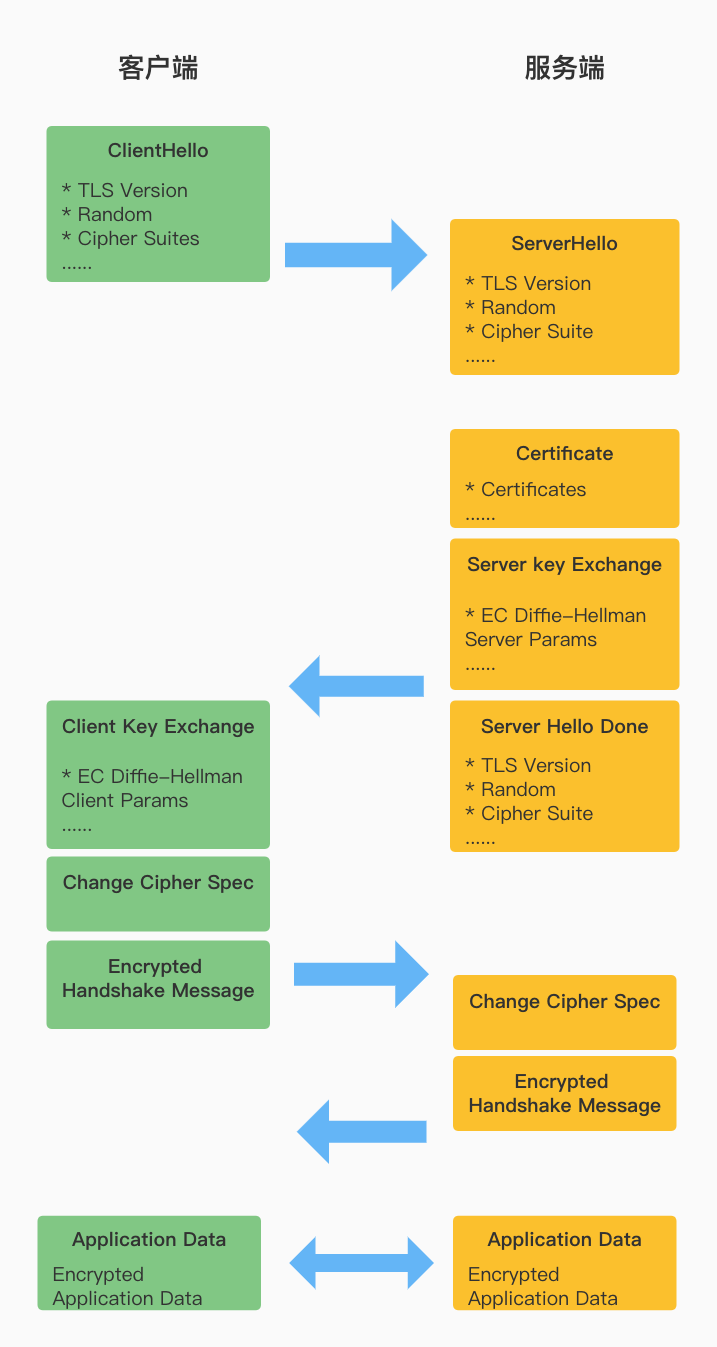 客户端
服务端
ClientHello
* TLS Version
* Random
* Cipher Suites
......
ServerHello
* TLS Version
* Random
* Cipher Suite
......
Certificate
* Certificates
......
Server key Exchange
* EC Diffie–Hellman
Server Params
......
Client Key Exchange
* EC Diffie–Hellman
Client Params
......
Server Hello Done
* TLS Version
* Random
* Cipher Suite
......
Change Cipher Spec
Encrypted
Handshake Message
Change Cipher Spec
Encrypted
Handshake Message
Application Data
Encrypted
Application Data
Application Data
Encrypted
Application Data